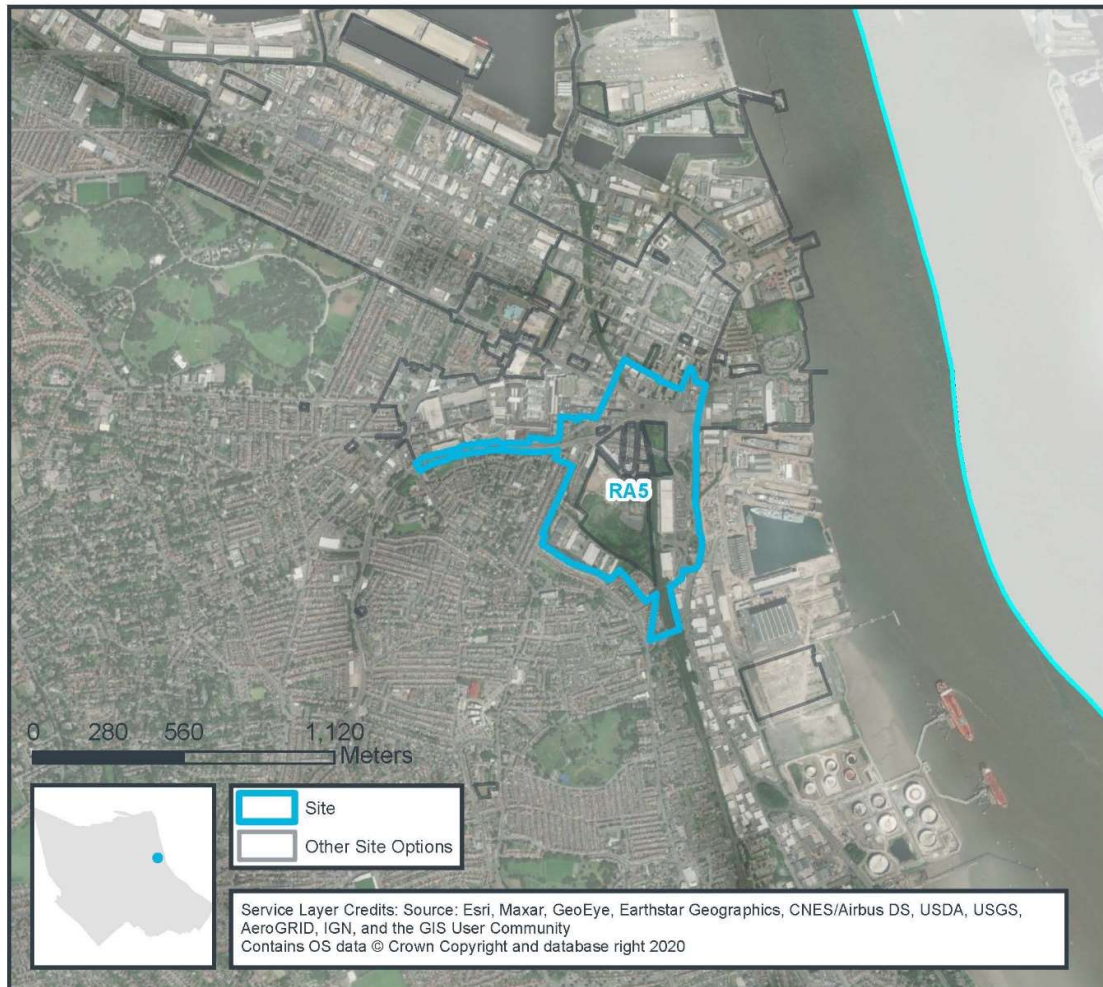 RA5
0 280 560 1,120
Meters
Site
Other Site Options
Service Layer Credits: Source: Esri, Maxar, GeoEye, Earthstar Geographics, CNES/Airbus DS, USDA, USGS,
AeroGRID, IGN, and the GIS User Community
Contains OS data © Crown Copyright and database right 2020